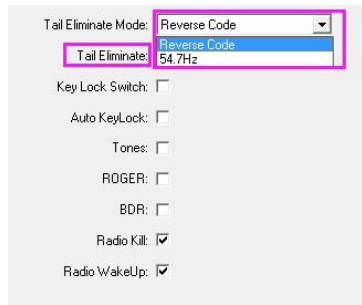 Tail Eliminate Mode: Reverse Code
Reverse Code
Tail Eliminate: 54.7Hz
Key Lock Switch:
Auto KeyLock:
Tones:
ROGER:
BDR:
Radio Kill:
Radio WakeUp: